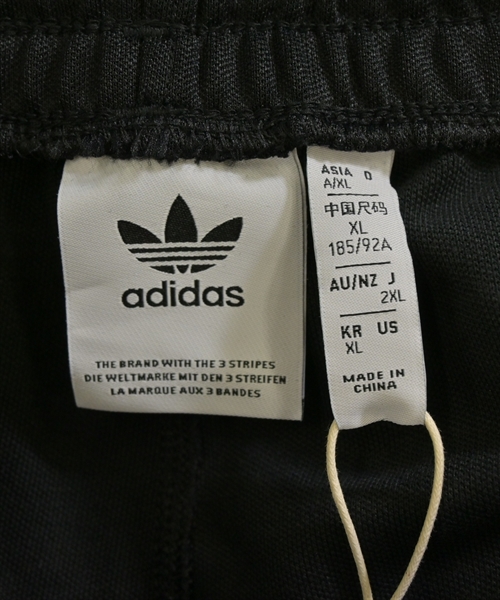 adidas
THE BRAND WITH THE 3 STRIPES
DIE WELTMARKE MIT DEN 3 STREIFEN
LA MARQUE AUX 3 BANDES
ASIA D
A/XL
中国尺码
XL
185/92A
AU/NZ J
2XL
KR US
XL
MADE IN
CHINA